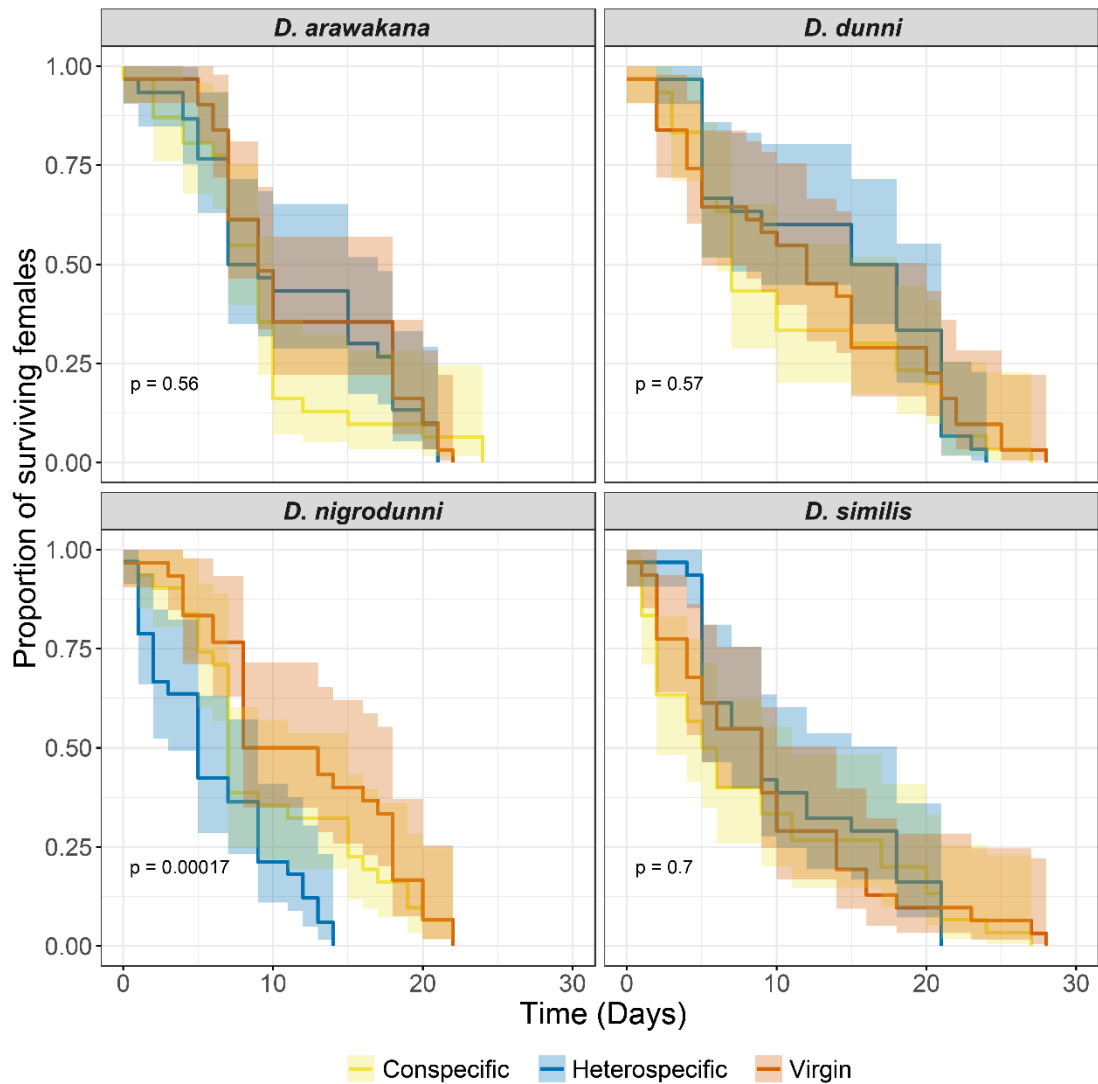 D. arawakana
D. dunni
1.00
0.75
0.50
0.25
0.00
p = 0.56
p = 0.57
D. nigrodunni
D. similis
1.00
0.75
0.50
0.25
0.00
p = 0.00017
p = 0.7
0 10 20 30
0 10 20 30
Proportion of surviving females
Time (Days)
Conspecific Heterospecific Virgin